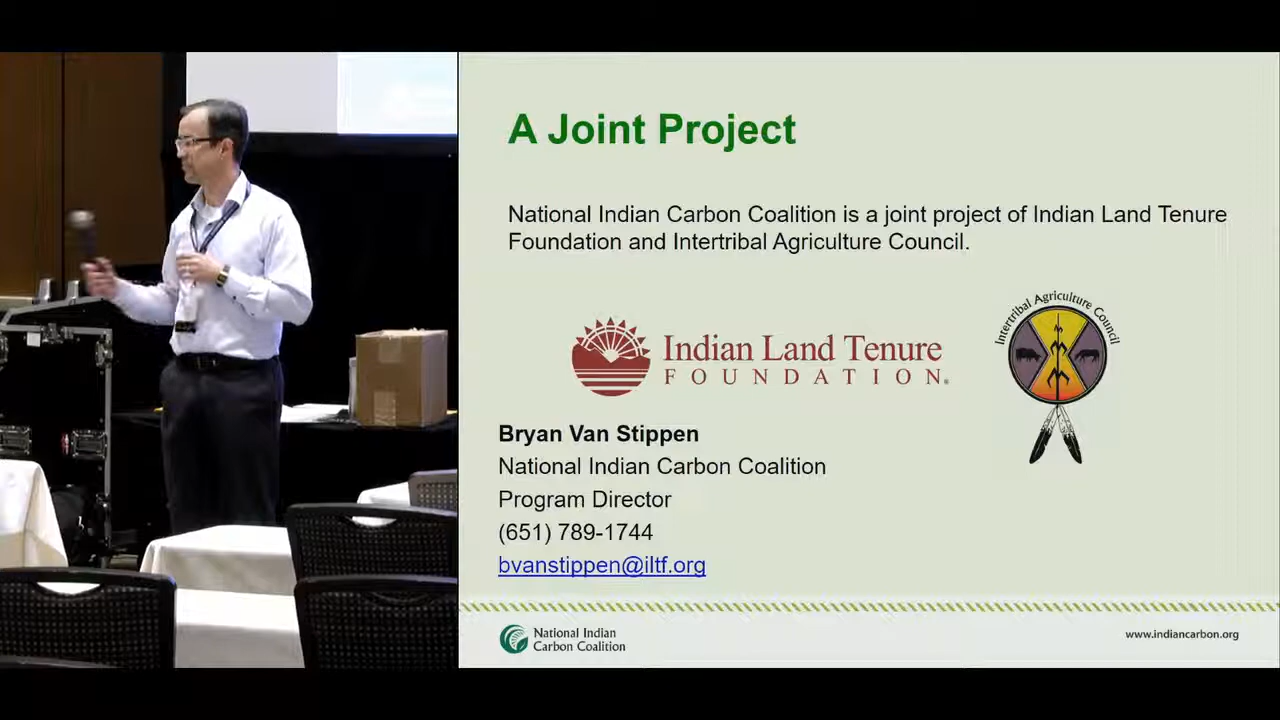 A Joint Project
National Indian Carbon Coalition is a joint project of Indian Land Tenure
Foundation and Intertribal Agriculture Council.
Indian Land Tenure
FOUNDATION®
Intertribal Agriculture Council
Bryan Van Stippen
National Indian Carbon Coalition
Program Director
(651) 789-1744
bvanstippen@iltf.org
National Indian
Carbon Coalition
www.indiancarbon.org